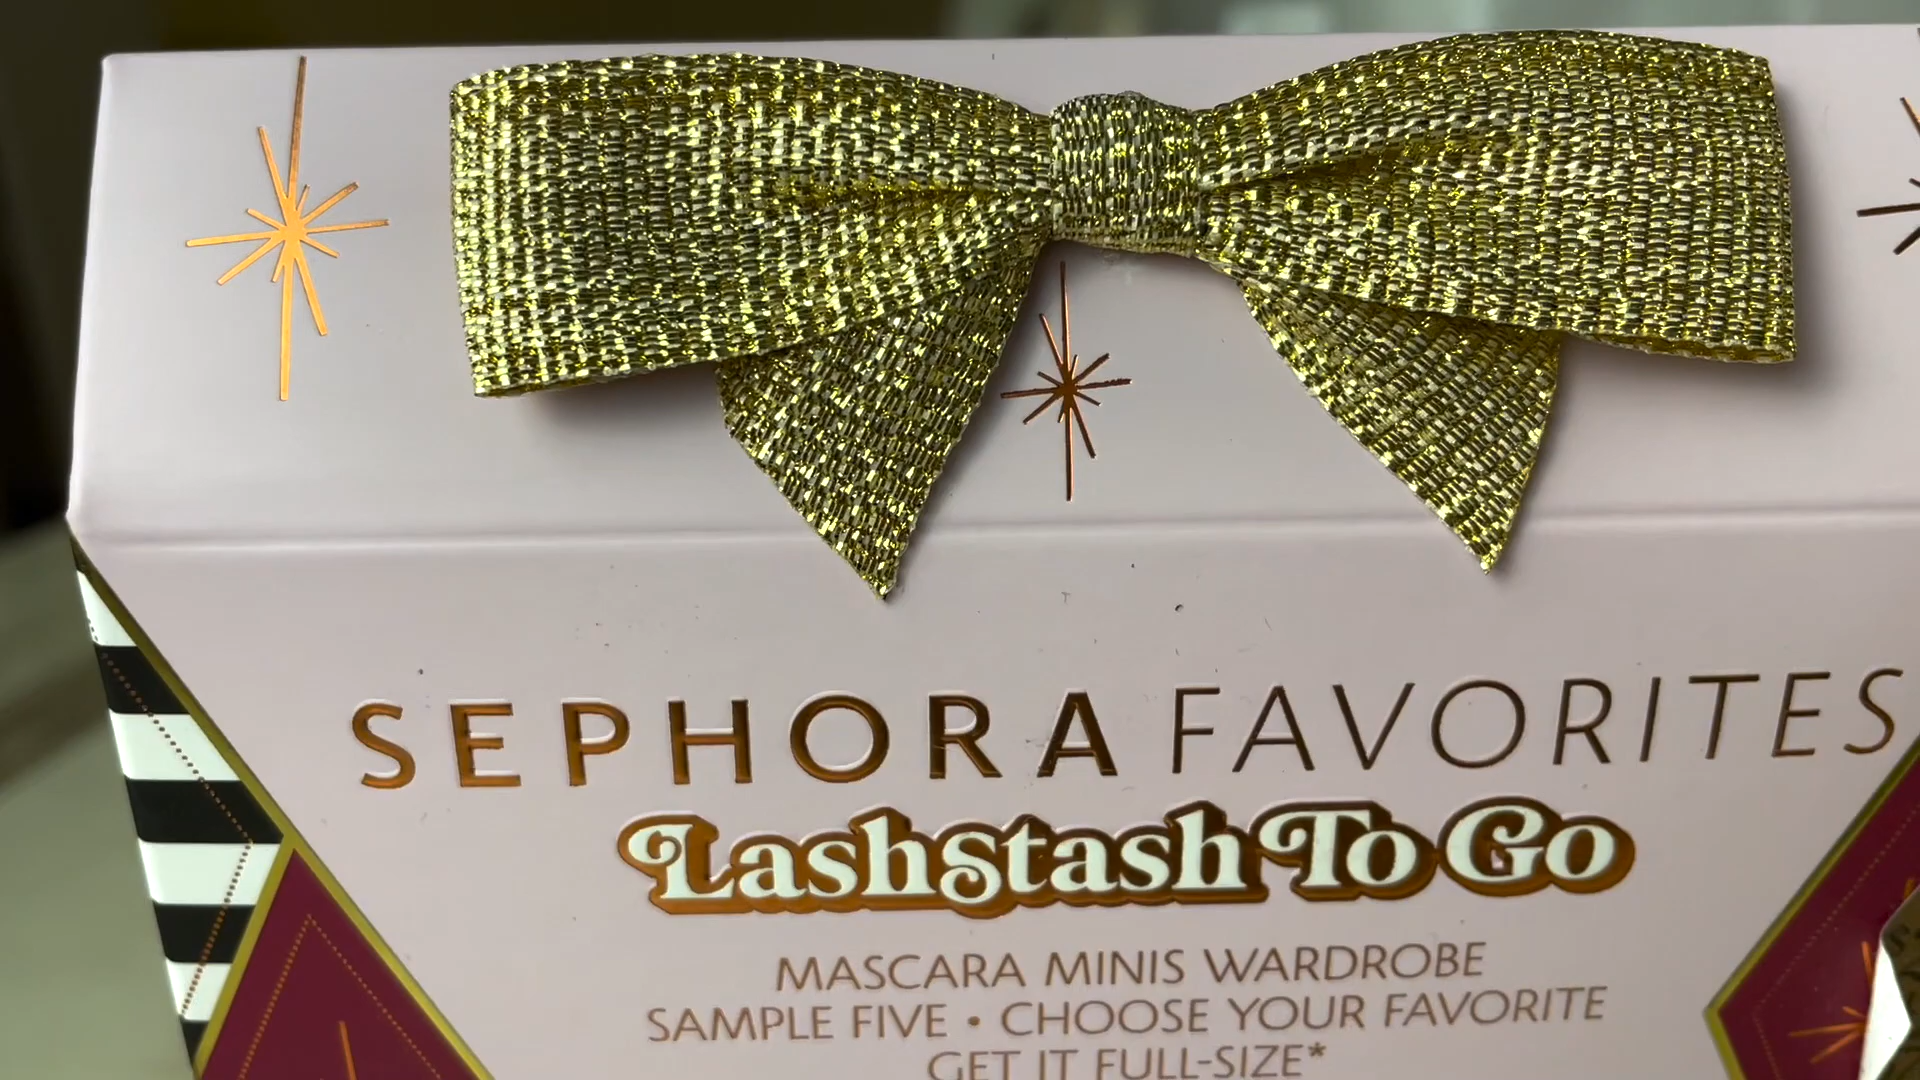 SEPHORA FAVORITES
Lashstash To Go
MASCARA MINIS WARDROBE
SAMPLE FIVE • CHOOSE YOUR FAVORITE
GET IT FULL-SIZE*